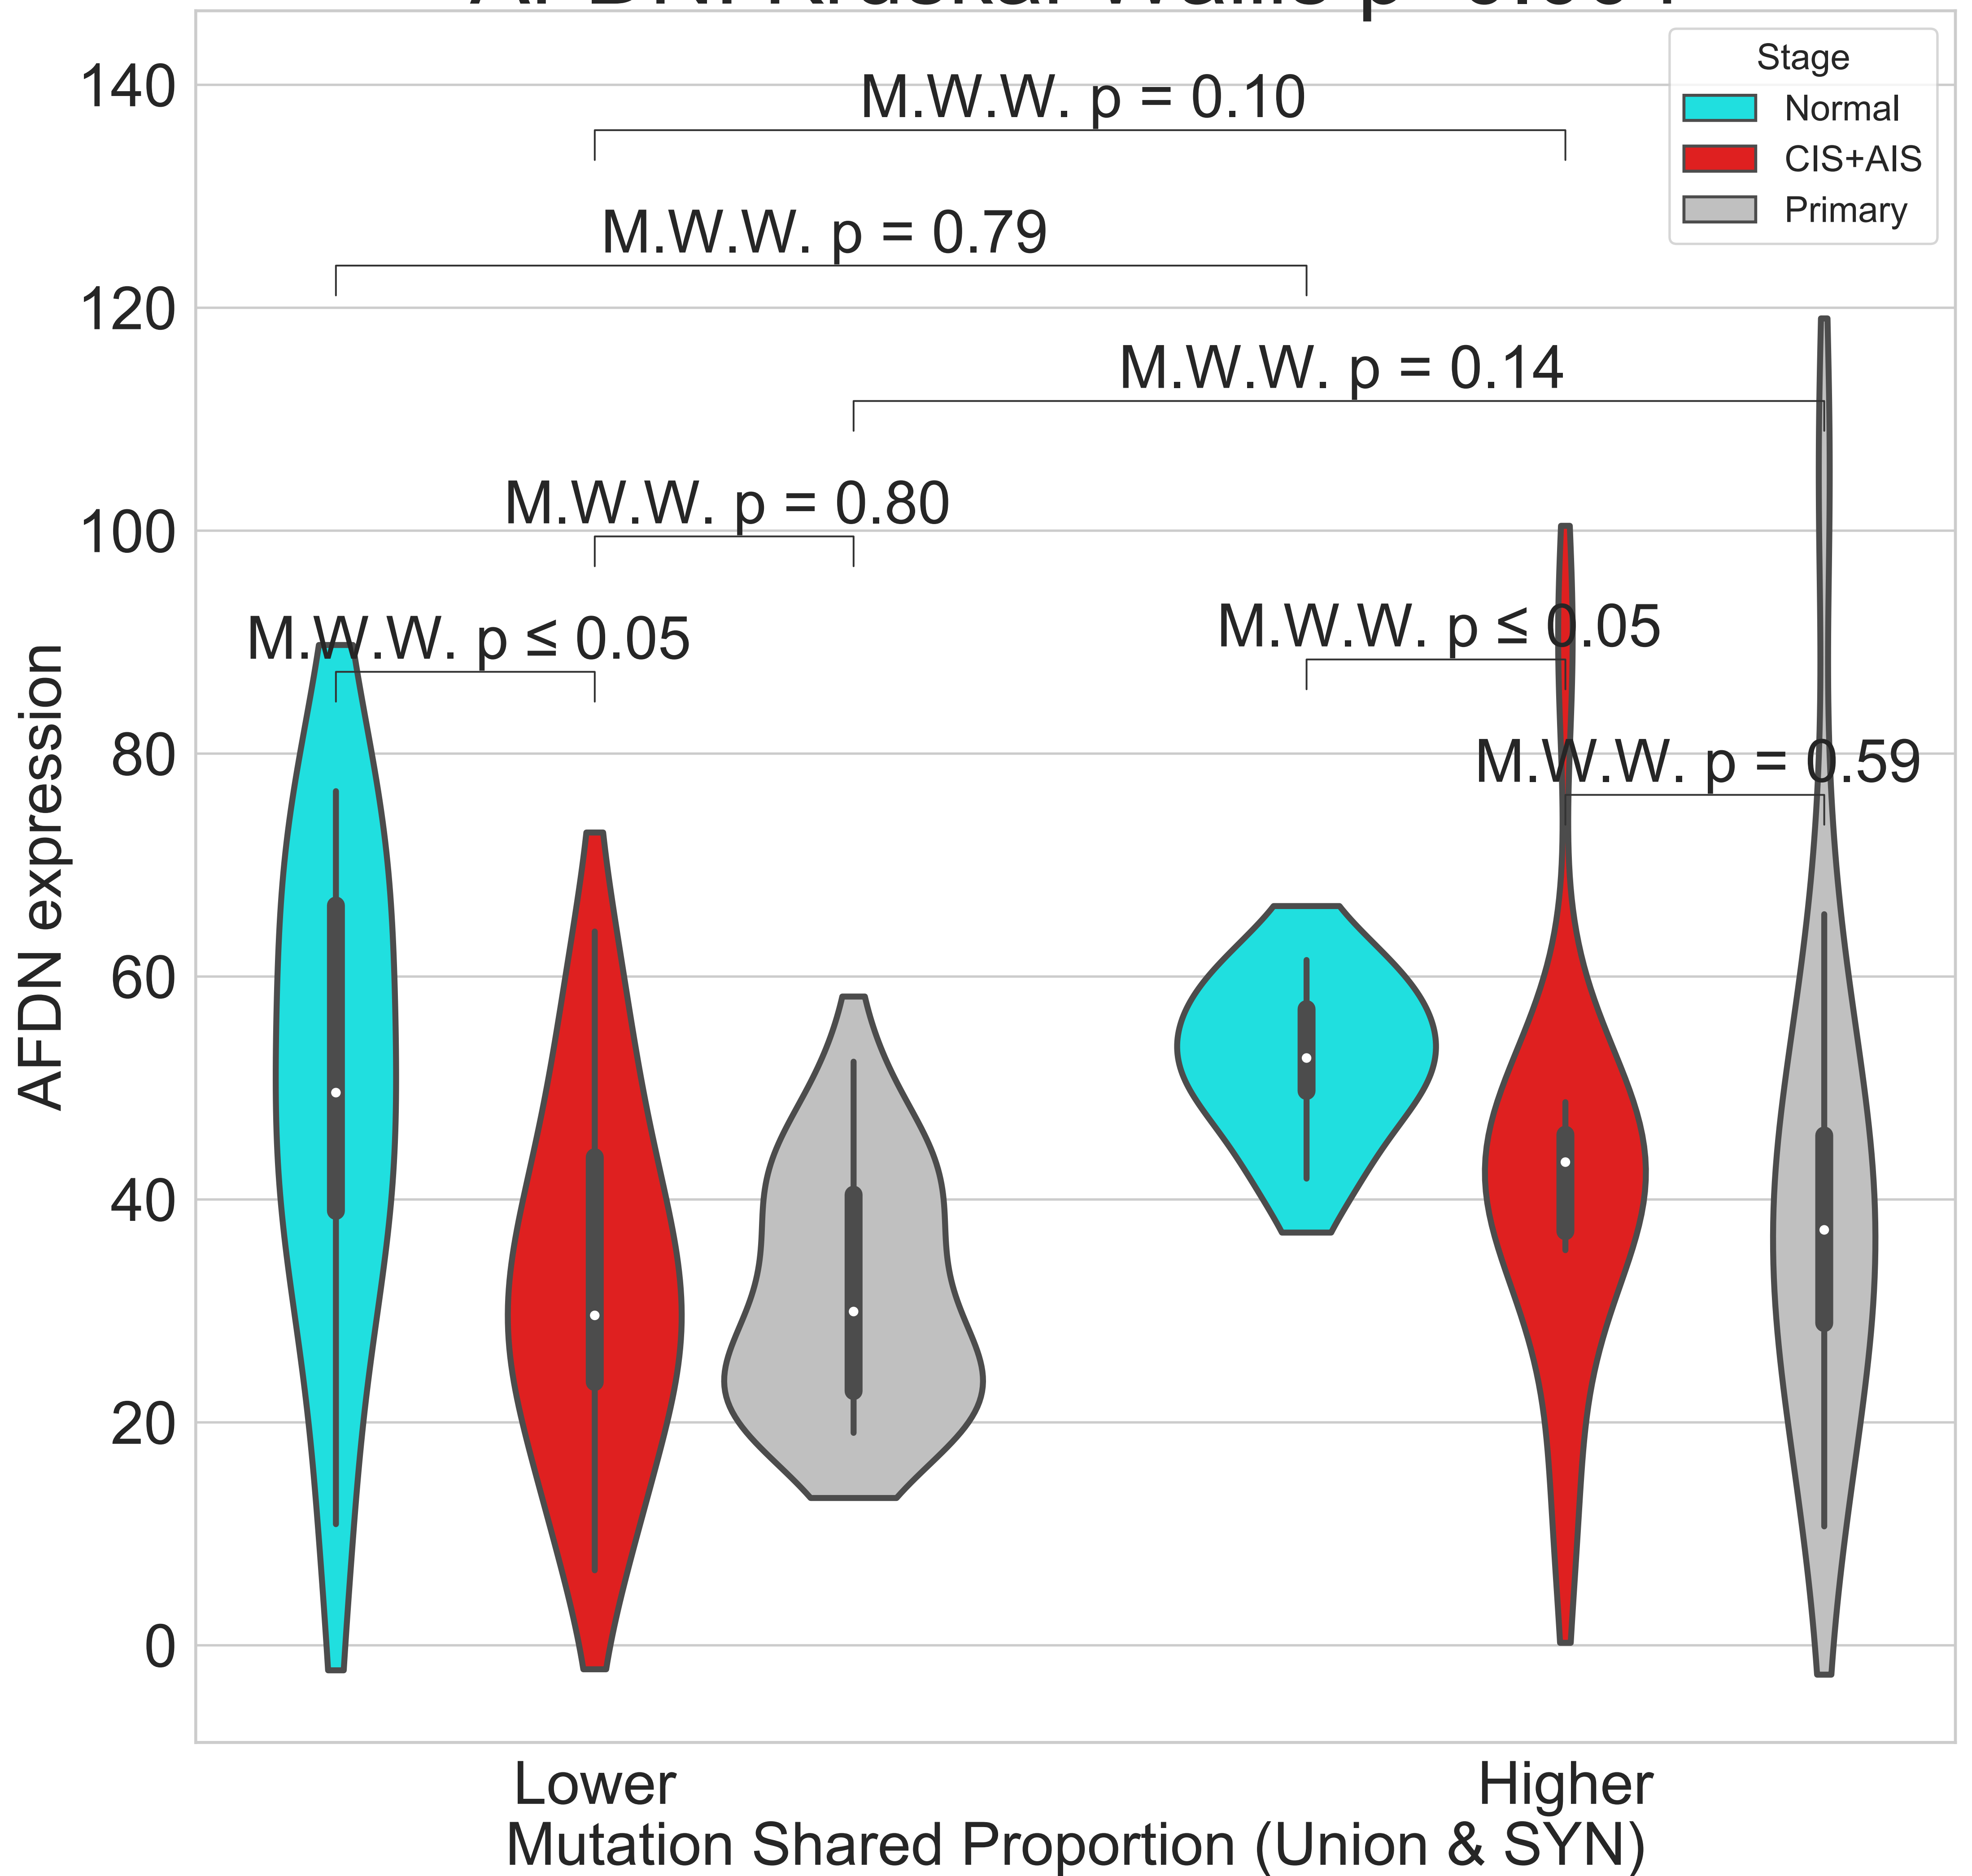 Stage
Normal
CIS+AIS
Primary
140
120
100
80
60
40
20
0
AFDN expression
M.W.W. p = 0.10
M.W.W. p = 0.79
M.W.W. p = 0.14
M.W.W. p = 0.80
M.W.W. p ≤ 0.05
M.W.W. p ≤ 0.05
M.W.W. p = 0.59
Lower
Higher
Mutation Shared Proportion (Union & SYN)